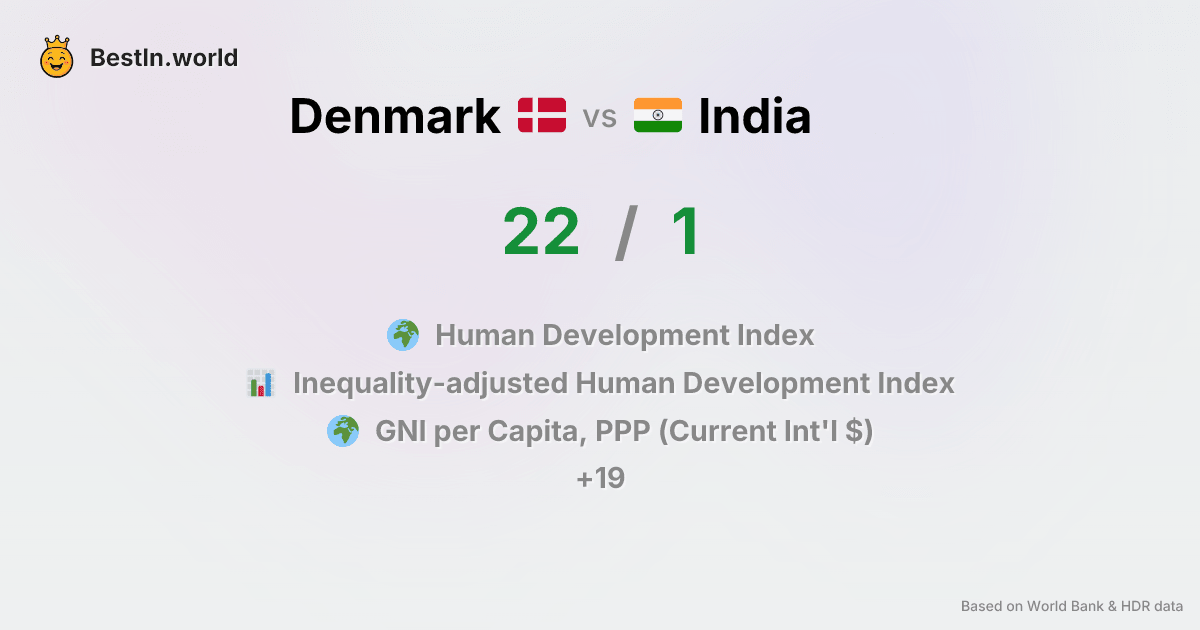 BestIn.world
Denmark vs India
22 / 1
Human Development Index
Inequality-adjusted Human Development Index
GNI per Capita, PPP (Current Int'l $)
+19
Based on World Bank & HDR data